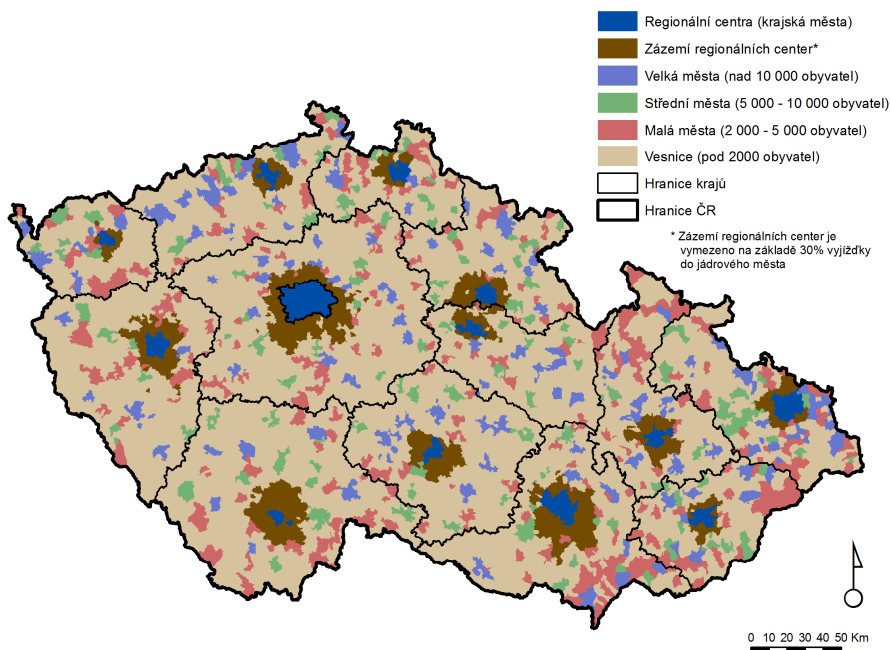 Regionální centra (krajská města)
Zázemí regionálních center*
Velká města (nad 10 000 obyvatel)
Střední města (5 000 - 10 000 obyvatel)
Malá města (2 000 - 5 000 obyvatel)
Vesnice (pod 2000 obyvatel)
Hranice krajů
Hranice ČR
* Zázemí regionálních center je
vymezeno na základě 30% vyjížďky
do jádrového města
0 10 20 30 40 50 Km